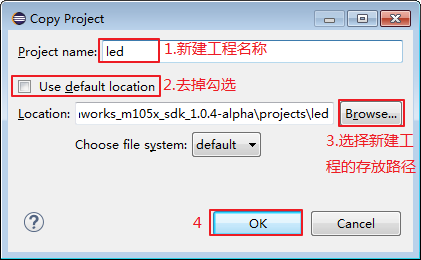 Copy Project
Project name: led
1.新建工程名称
Use default location 2.去掉勾选
Location: works_m105x_sdk_1.0.4-alpha\projects\led Browse...
3.选择新建工
程的存放路径
Choose file system: default
4 OK Cancel